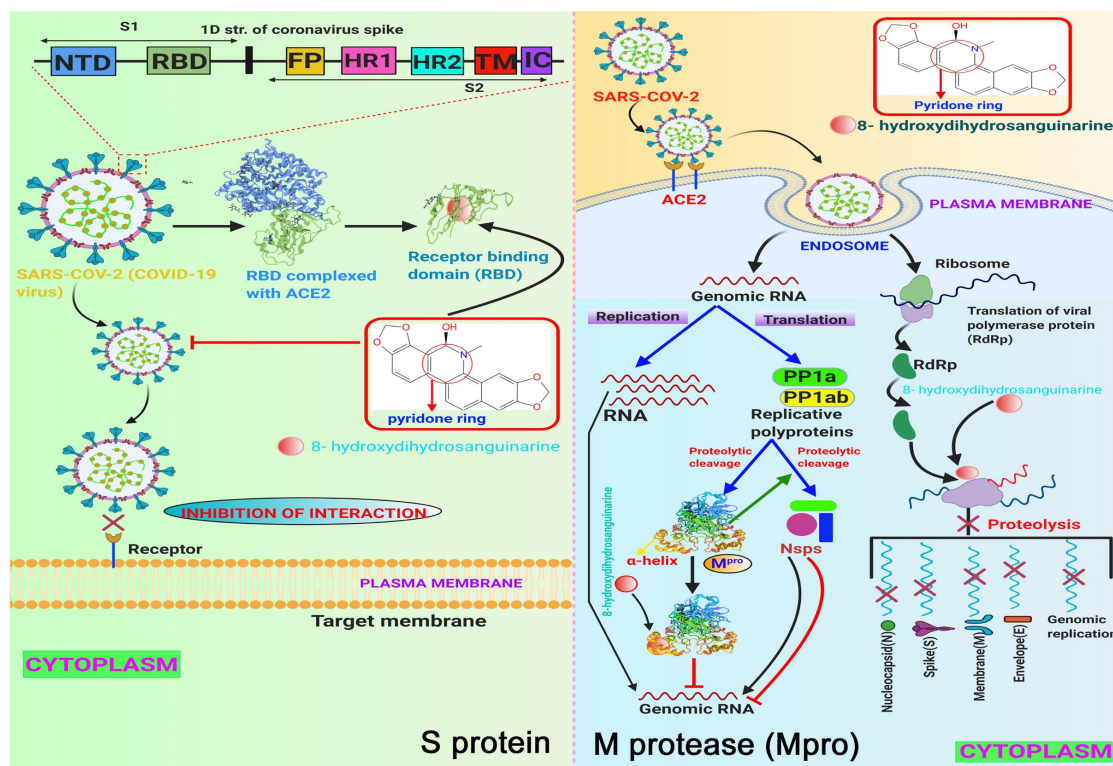 S1
1D str. of coronavirus spike
NTD
RBD
FP
HR1
HR2
TM
IC
S2
SARS-COV-2 (COVID-19
virus)
RBD complexed
with ACE2
Receptor binding
domain (RBD)
O
O
OH
N
O
O
pyridone ring
8- hydroxydihydrosanguinarine
INHIBITION OF INTERACTION
Receptor
PLASMA MEMBRANE
Target membrane
CYTOPLASM
S protein
SARS-COV-2
ACE2
O
O
OH
N
O
O
Pyridone ring
8- hydroxydihydrosanguinarine
PLASMA MEMBRANE
ENDOSOME
Genomic RNA
Replication
Translation
RNA
PP1a
PP1ab
Replicative
polyproteins
Proteolytic
cleavage
Proteolytic
cleavage
α-helix
Mpro
Nsps
8-hydroxydihydrosanguinarine
Genomic RNA
Ribosome
Translation of viral
polymerase protein
(RdRp)
RdRp
8- hydroxydihydrosanguinarine
Proteolysis
Nucleocapsid(N)
Spike(S)
Membrane(M)
Envelope(E)
Genomic
replication
M protease (Mpro)
CYTOPLASM